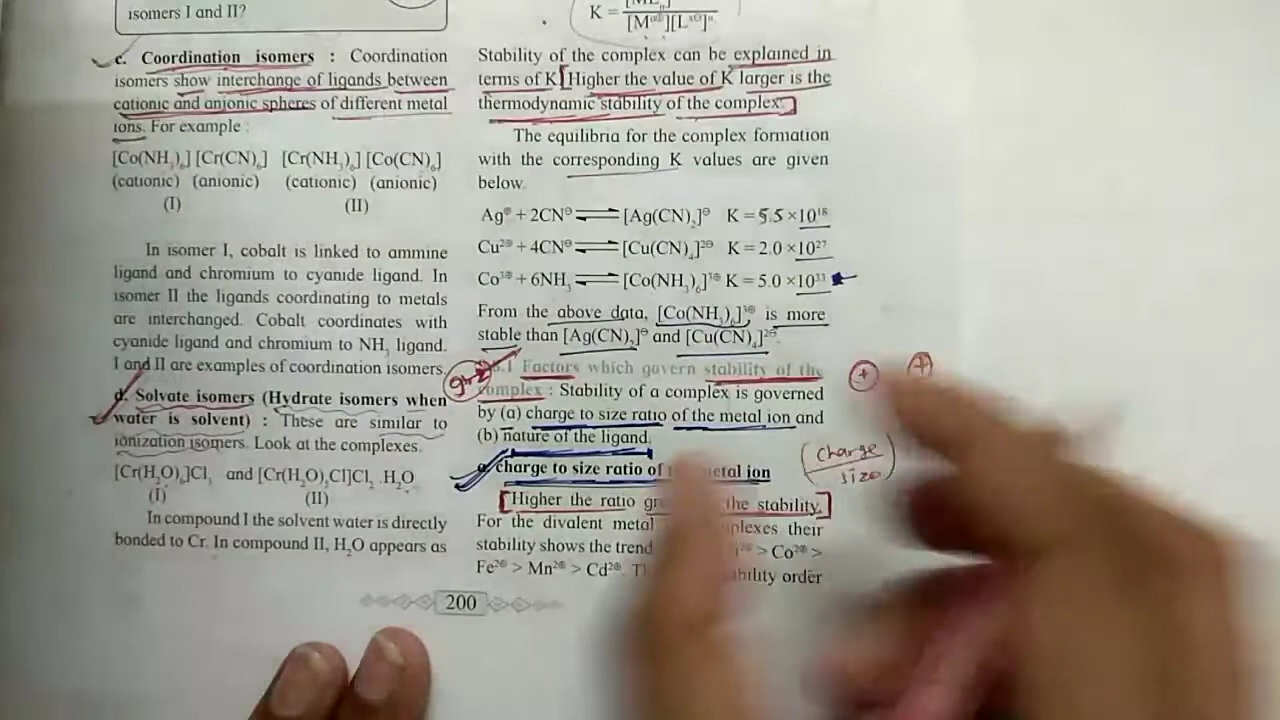 isomers I and II?
c. Coordination isomers : Coordination
isomers show interchange of ligands between
cationic and anionic spheres of different metal
ions. For example :
[Co(NH₃)₆] [Cr(CN)₆] [Cr(NH₃)₆] [Co(CN)₆]
(cationic) (anionic) (cationic) (anionic)
(I) (II)
In isomer I, cobalt is linked to ammine
ligand and chromium to cyanide ligand. In
isomer II the ligands coordinating to metals
are interchanged. Cobalt coordinates with
cyanide ligand and chromium to NH₃ ligand.
I and II are examples of coordination isomers.
d. Solvate isomers (Hydrate isomers when
water is solvent) : These are similar to
ionization isomers. Look at the complexes.
[Cr(H₂O)₆]Cl₃ and [Cr(H₂O)₅Cl]Cl₂ .H₂O
(I) (II)
In compound I the solvent water is directly
bonded to Cr. In compound II, H₂O appears as
K =
[M][L]
Stability of the complex can be explained in
terms of K. Higher the value of K larger is the
thermodynamic stability of the complex.
The equilibria for the complex formation
with the corresponding K values are given
below.
Ag⊕ + 2CN⊖ ⇌ [Ag(CN)₂]⊖ K = 5.5 ×10¹⁸
Cu²⊕ + 4CN⊖ ⇌ [Cu(CN)₄]²⊖ K = 2.0 ×10²⁷
Co³⊕ + 6NH₃ ⇌ [Co(NH₃)₆]³⊕ K = 5.0 ×10³³
From the above data, [Co(NH₃)₆]³⊕ is more
stable than [Ag(CN)₂]⊖ and [Cu(CN)₄]²⊖.
Factors which govern stability of the
complex : Stability of a complex is governed
by (a) charge to size ratio of the metal ion and
(b) nature of the ligand.
a. charge to size ratio of metal ion
Higher the ratio the stability.
For the divalent metal their
stability shows the trend > Co²⊕ >
Fe²⊕ > Mn²⊕ > Cd²⊕. order
+ +
charge
size
200